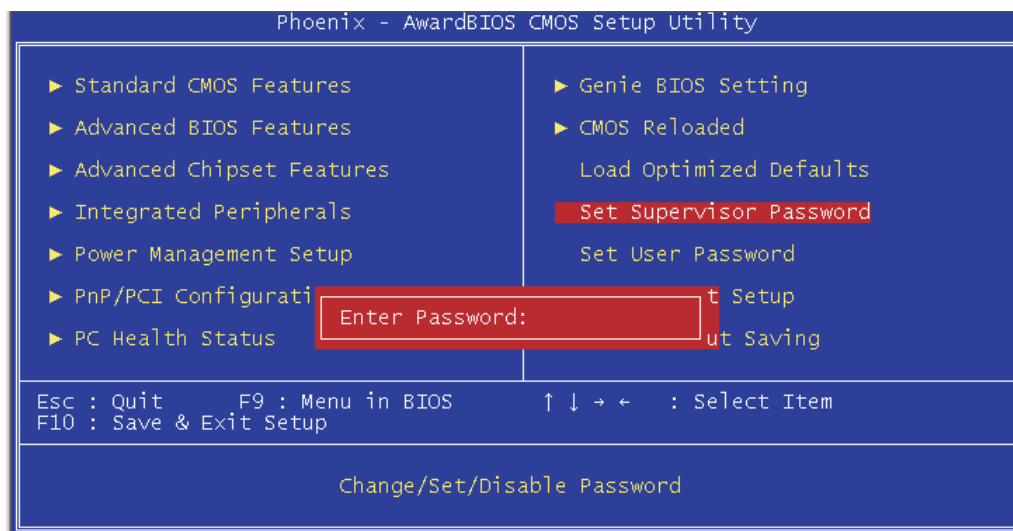 Phoenix - AwardBIOS CMOS Setup Utility
► Standard CMOS Features
► Advanced BIOS Features
► Advanced Chipset Features
► Integrated Peripherals
► Power Management Setup
► PnP/PCI Configurati
► PC Health Status
► Genie BIOS Setting
► CMOS Reloaded
Load Optimized Defaults
Set Supervisor Password
Set User Password
t Setup
ut Saving
Enter Password:
Esc : Quit F9 : Menu in BIOS ↑ ↓ → ← : Select Item
F10 : Save & Exit Setup
Change/Set/Disable Password